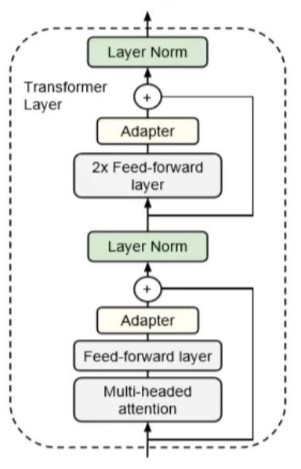 Layer Norm
Transformer
Layer
+
Adapter
2x Feed-forward
layer
Layer Norm
+
Adapter
Feed-forward layer
Multi-headed
attention